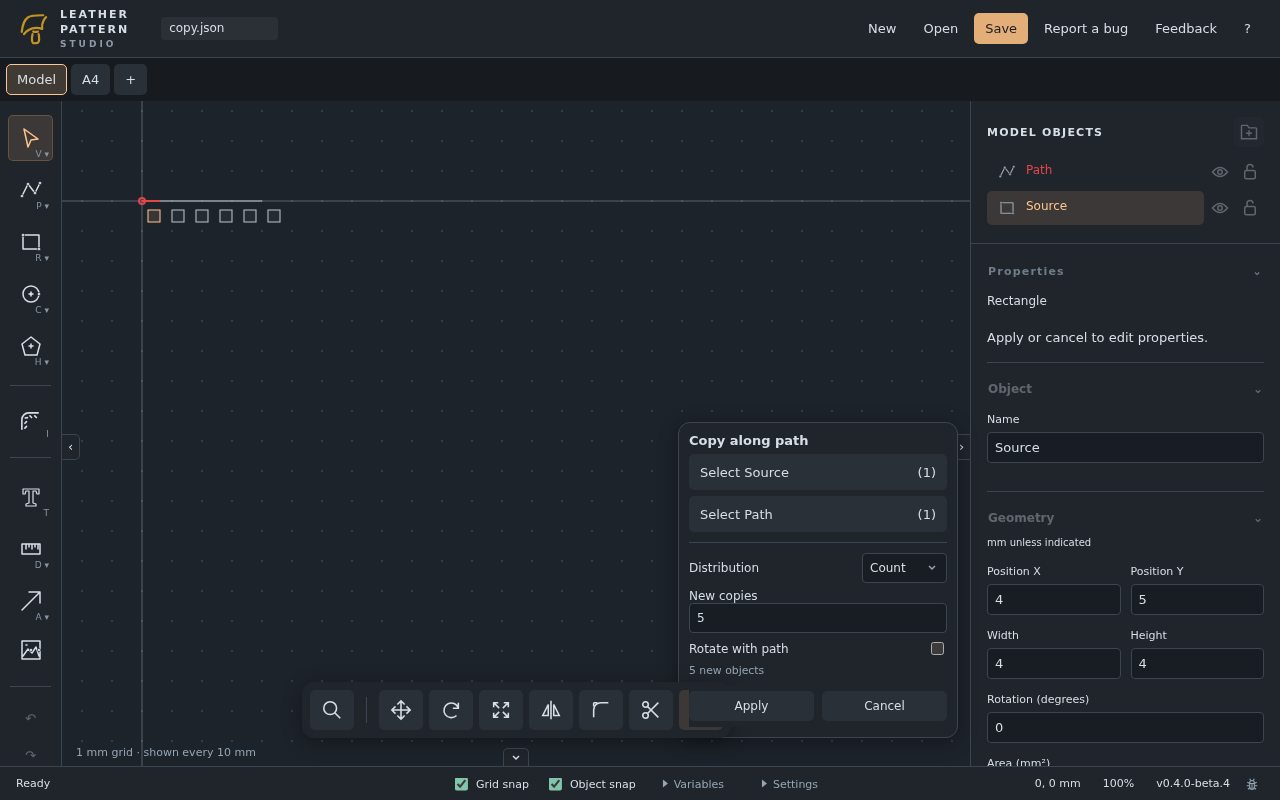 LEATHER
PATTERN
STUDIO
copy.json
New
Open
Save
Report a bug
Feedback
?
Model
A4
+
V
P
R
C
H
I
T
D
A
MODEL OBJECTS
Path
Source
Properties
Rectangle
Apply or cancel to edit properties.
Object
Name
Source
Geometry
mm unless indicated
Position X
Position Y
4
5
Width
Height
4
4
Rotation (degrees)
0
Area (mm²)
Copy along path
Select Source (1)
Select Path (1)
Distribution
Count
New copies
5
Rotate with path
5 new objects
Apply
Cancel
1 mm grid · shown every 10 mm
Ready
Grid snap
Object snap
Variables
Settings
0, 0 mm
100%
v0.4.0-beta.4